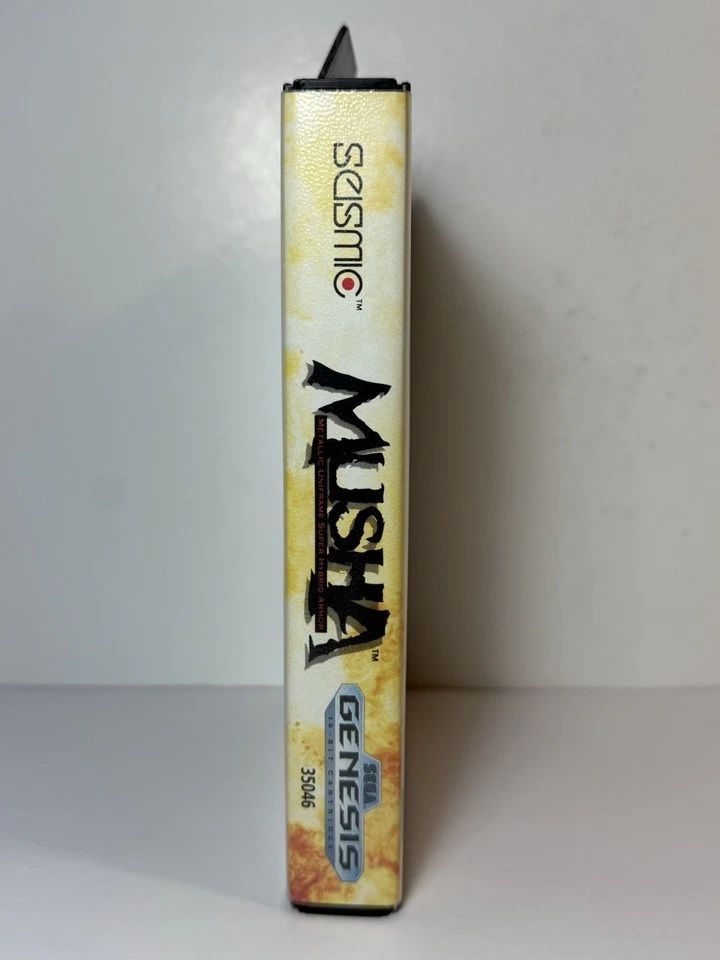 seismic™
MUSHA™
METALLIC UNIFRAME SUPER HYBRID ARMOR
SEGA
GENESIS
16-BIT CARTRIDGE
35046